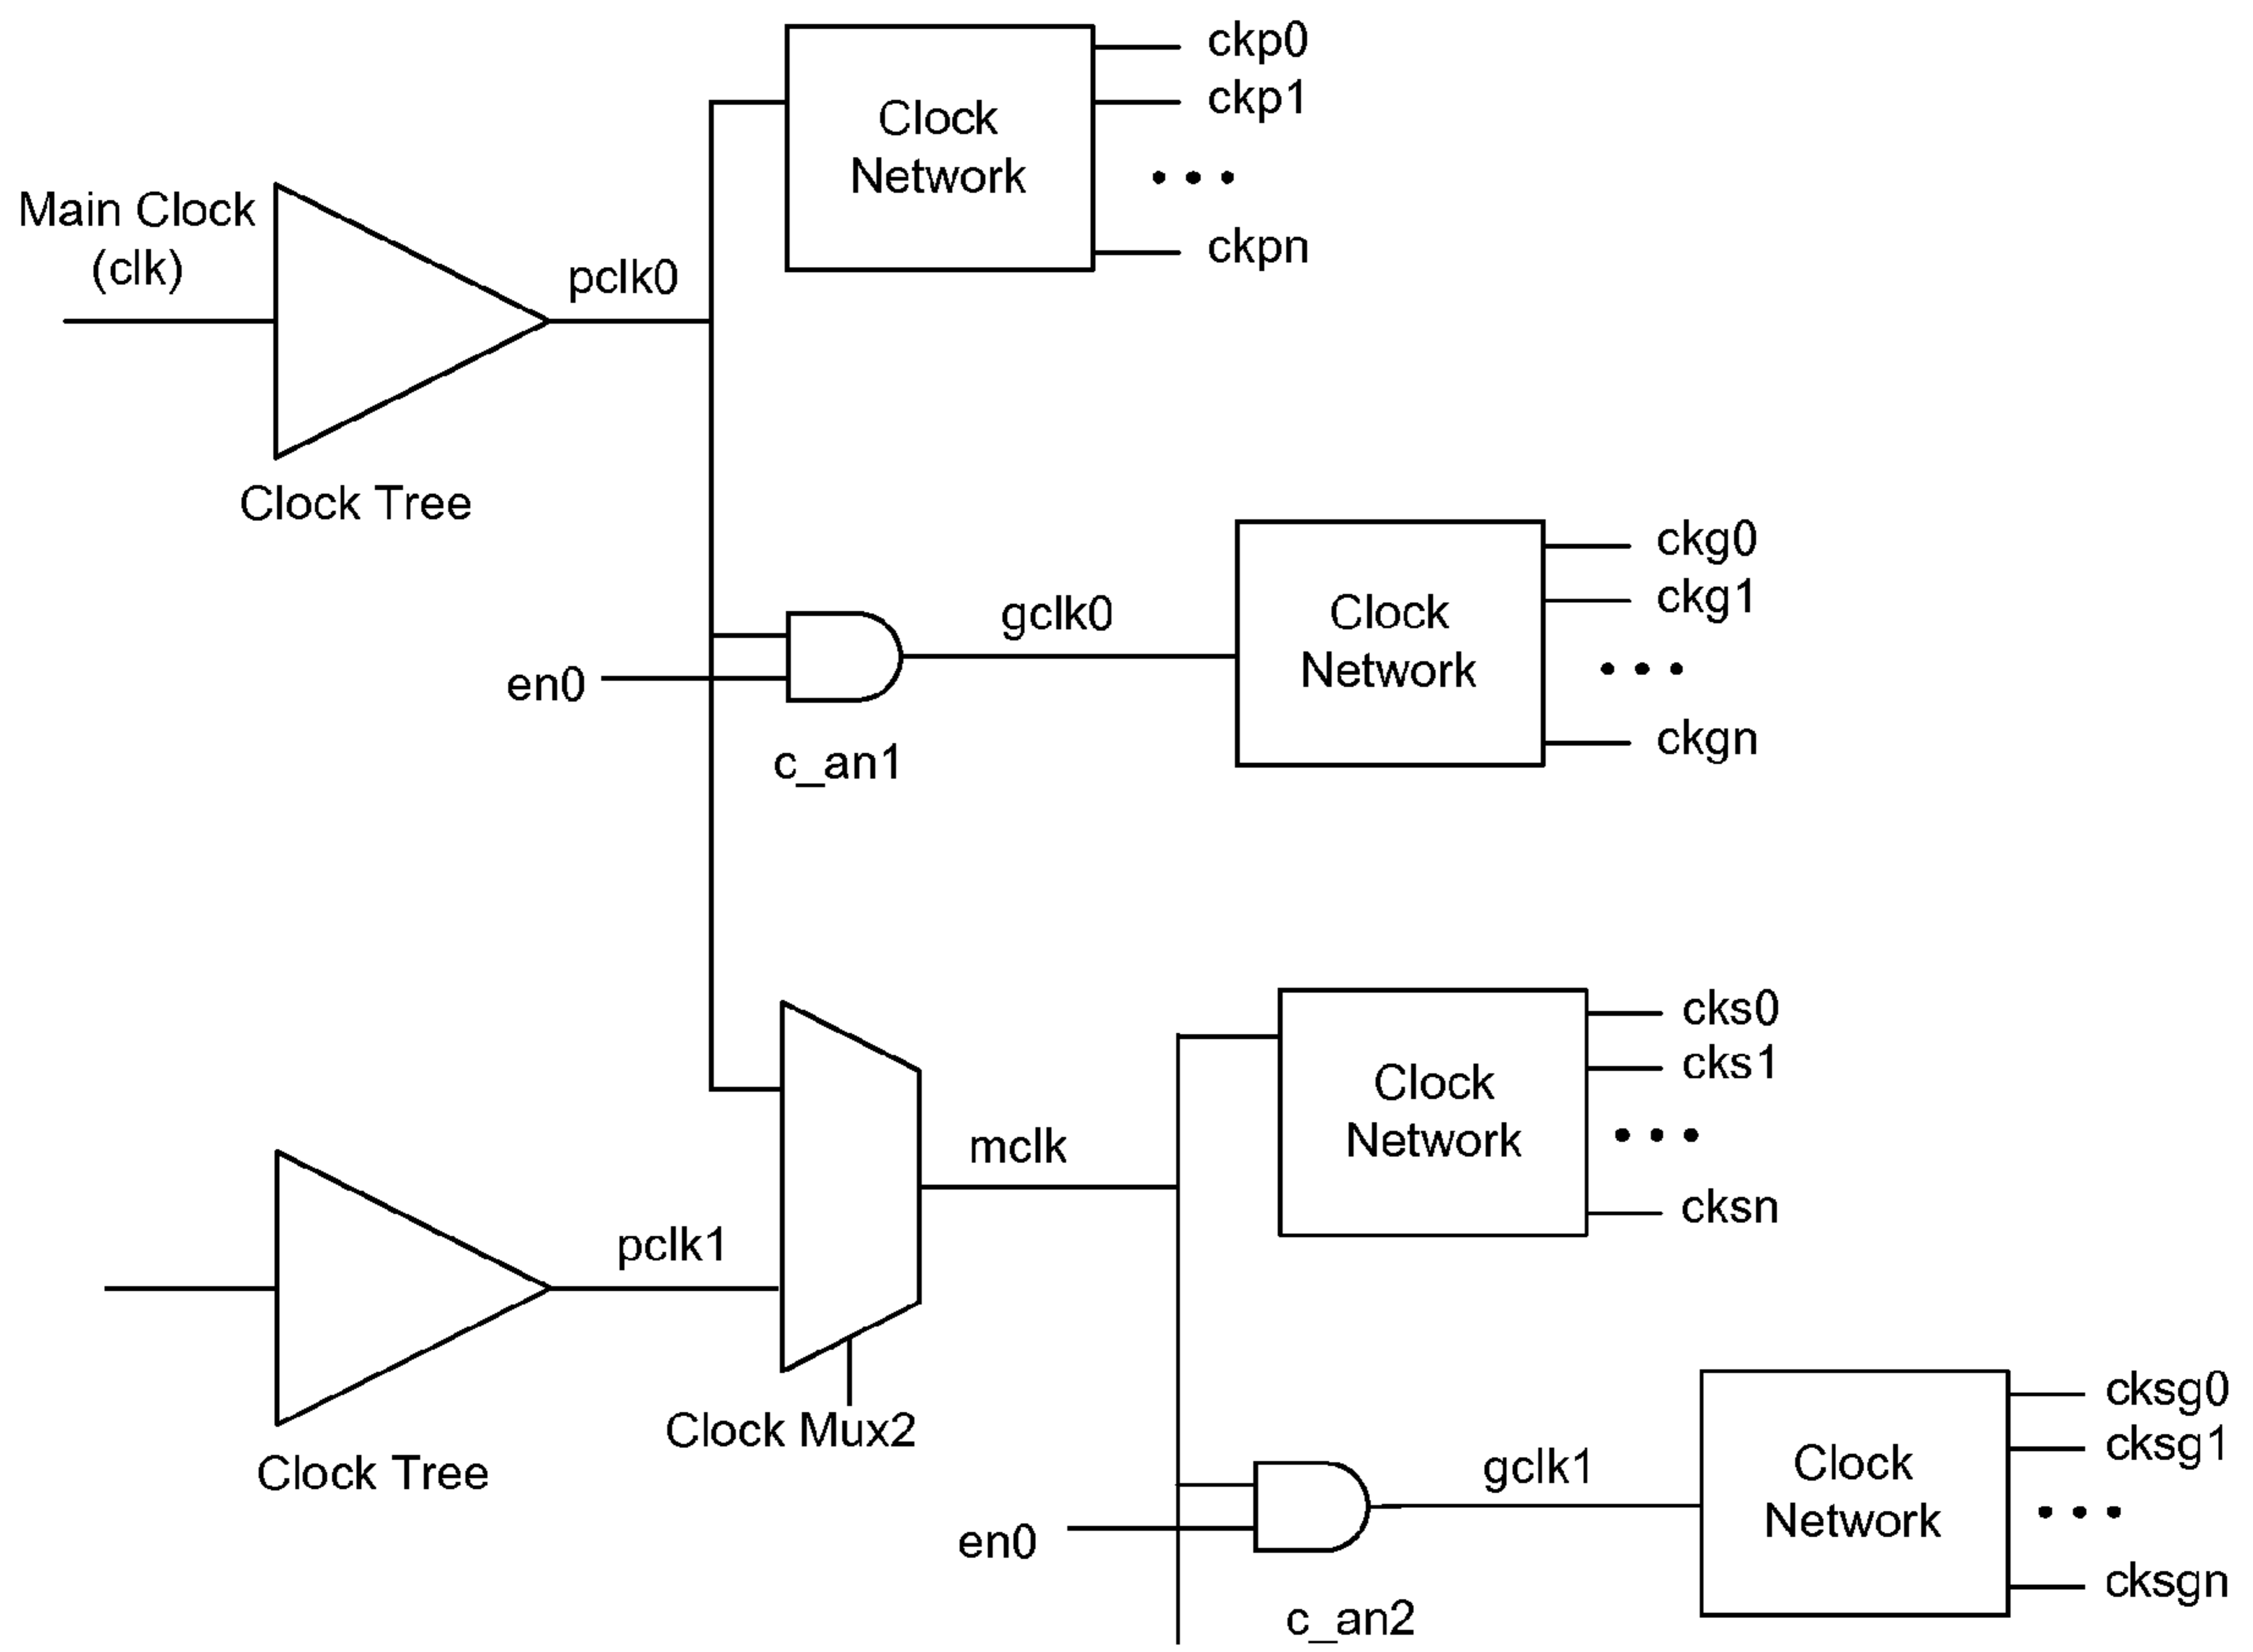 ckp0
Clock
Network
ckp1
• • •
ckpn
Main Clock
(clk)
pclk0
Clock Tree
ckg0
gclk0
Clock
Network
ckg1
• • •
ckgn
en0
c_an1
cks0
Clock
Network
cks1
• • •
cksn
mclk
pclk1
Clock Mux2
Clock Tree
cksg0
gclk1
Clock
Network
cksg1
• • •
cksgn
en0
c_an2